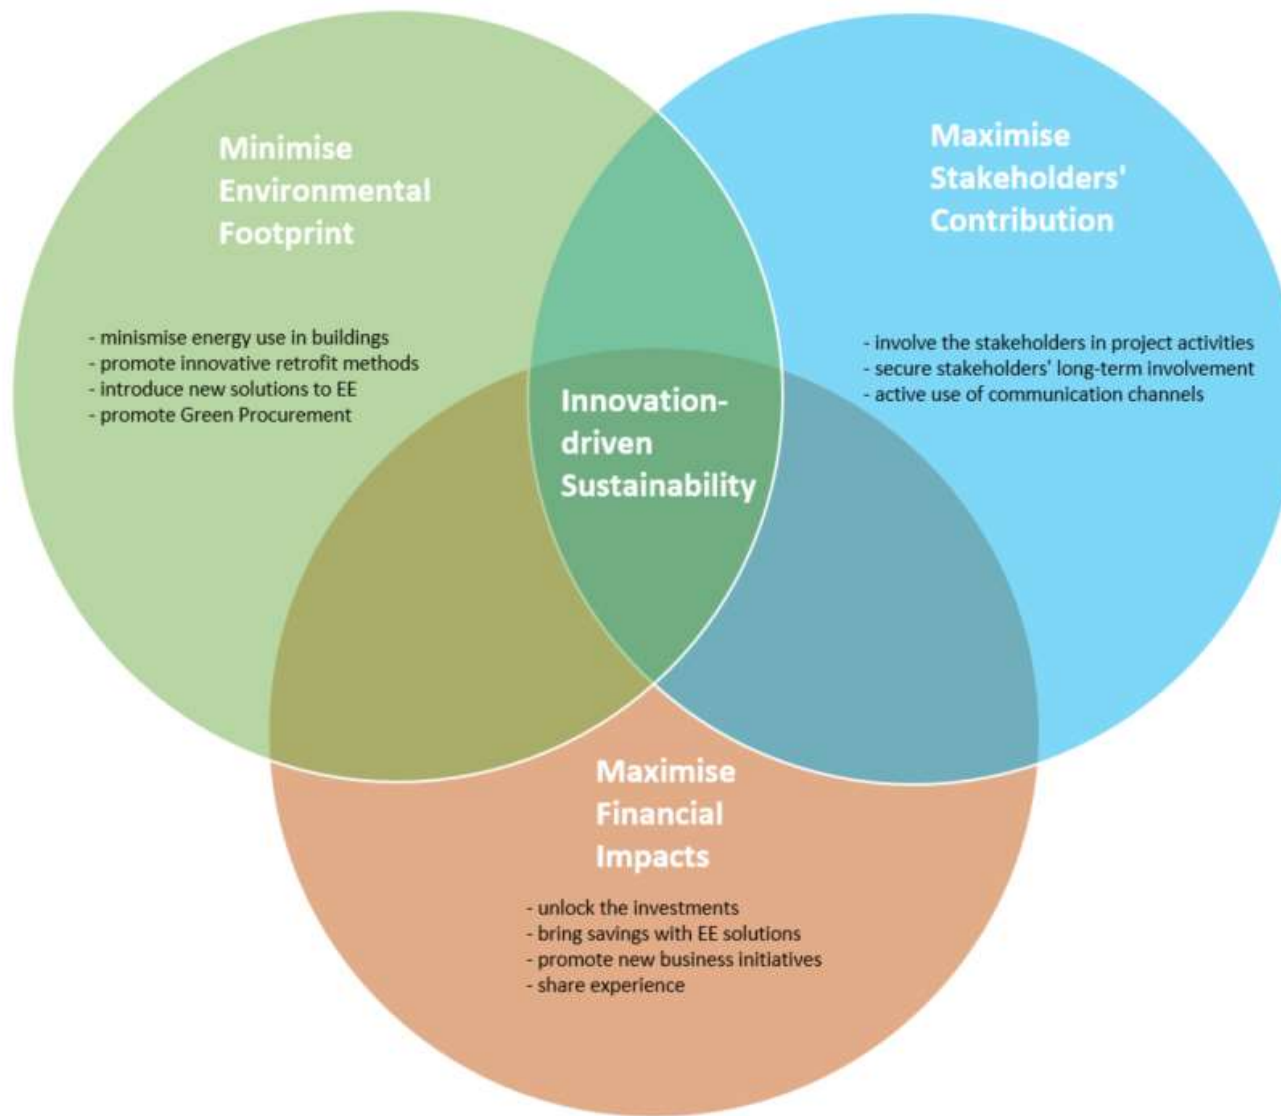 Minimise
Environmental
Footprint
- minismise energy use in buildings
- promote innovative retrofit methods
- introduce new solutions to EE
- promote Green Procurement
Maximise
Stakeholders'
Contribution
- involve the stakeholders in project activities
- secure stakeholders' long-term involvement
- active use of communication channels
Innovation-
driven
Sustainability
Maximise
Financial
Impacts
- unlock the investments
- bring savings with EE solutions
- promote new business initiatives
- share experience